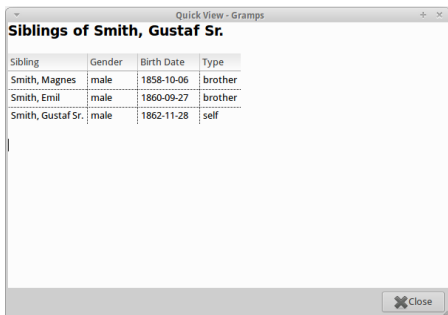 Quick View - Gramps
Siblings of Smith, Gustaf Sr.
Sibling Gender Birth Date Type
Smith, Magnes male 1858-10-06 brother
Smith, Emil male 1860-09-27 brother
Smith, Gustaf Sr. male 1862-11-28 self
Close